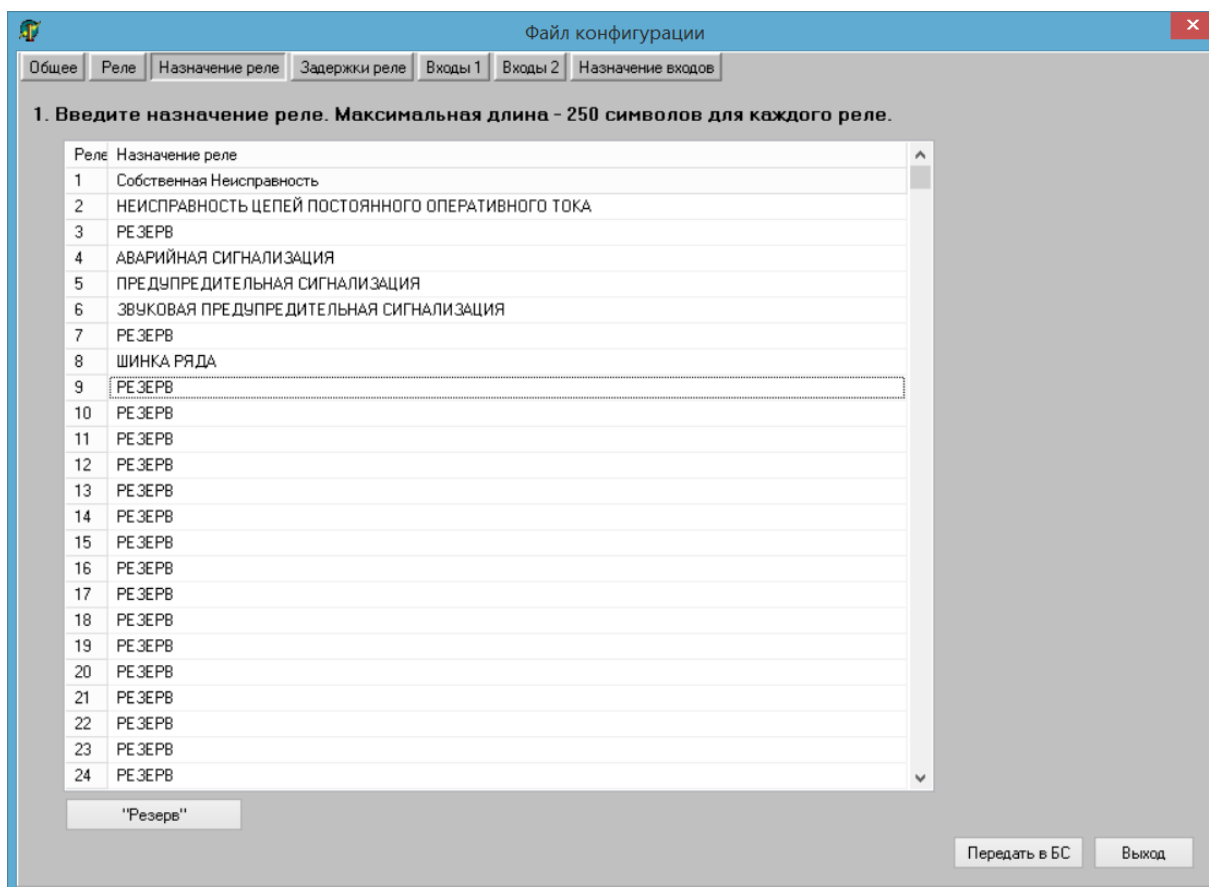 Файл конфигурации
Общее Реле Назначение реле Задержки реле Входы 1 Входы 2 Назначение входов
1. Введите назначение реле. Максимальная длина - 250 символов для каждого реле.
Реле Назначение реле
1 Собственная Неисправность
2 НЕИСПРАВНОСТЬ ЦЕПЕЙ ПОСТОЯННОГО ОПЕРАТИВНОГО ТОКА
3 РЕЗЕРВ
4 АВАРИЙНАЯ СИГНАЛИЗАЦИЯ
5 ПРЕДУПРЕДИТЕЛЬНАЯ СИГНАЛИЗАЦИЯ
6 ЗВУКОВАЯ ПРЕДУПРЕДИТЕЛЬНАЯ СИГНАЛИЗАЦИЯ
7 РЕЗЕРВ
8 ШИНКА РЯДА
9 РЕЗЕРВ
10 РЕЗЕРВ
11 РЕЗЕРВ
12 РЕЗЕРВ
13 РЕЗЕРВ
14 РЕЗЕРВ
15 РЕЗЕРВ
16 РЕЗЕРВ
17 РЕЗЕРВ
18 РЕЗЕРВ
19 РЕЗЕРВ
20 РЕЗЕРВ
21 РЕЗЕРВ
22 РЕЗЕРВ
23 РЕЗЕРВ
24 РЕЗЕРВ
"Резерв"
Передать в БС Выход